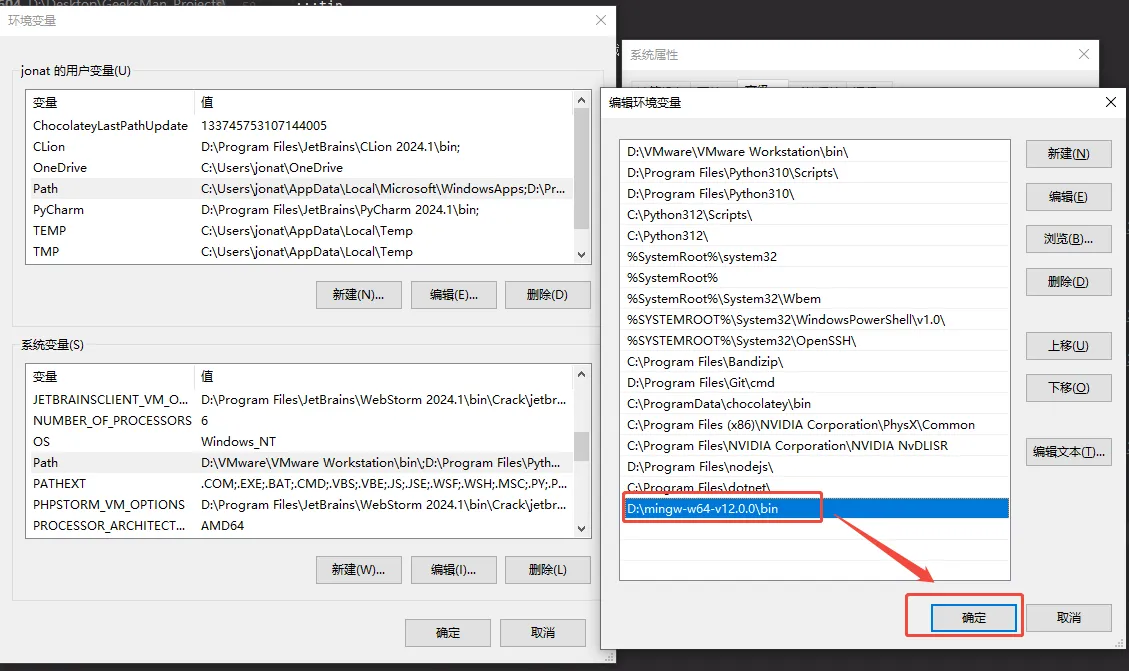 环境变量
jonat 的用户变量(U)
变量 值
ChocolateyLastPathUpdate 133745753107144005
CLion D:\Program Files\JetBrains\CLion 2024.1\bin;
OneDrive C:\Users\jonat\OneDrive
Path C:\Users\jonat\AppData\Local\Microsoft\WindowsApps;D:\Pr...
PyCharm D:\Program Files\JetBrains\PyCharm 2024.1\bin;
TEMP C:\Users\jonat\AppData\Local\Temp
TMP C:\Users\jonat\AppData\Local\Temp
新建(N)... 编辑(E)... 删除(D)
系统变量(S)
变量 值
JETBRAINSCLIENT_VM_O... D:\Program Files\JetBrains\WebStorm 2024.1\bin\Crack\jetbr...
NUMBER_OF_PROCESSORS 6
OS Windows_NT
Path D:\VMware\VMware Workstation\bin\;D:\Program Files\Pyth...
PATHEXT .COM;.EXE;.BAT;.CMD;.VBS;.VBE;.JS;.JSE;.WSF;.WSH;.MSC;.PY;.P...
PHPSTORM_VM_OPTIONS D:\Program Files\JetBrains\WebStorm 2024.1\bin\Crack\jetbr...
PROCESSOR_ARCHITECT... AMD64
新建(W)... 编辑(I)... 删除(L)
确定 取消
系统属性
编辑环境变量
D:\VMware\VMware Workstation\bin\
D:\Program Files\Python310\Scripts\
D:\Program Files\Python310\
C:\Python312\Scripts\
C:\Python312\
%SystemRoot%\system32
%SystemRoot%
%SystemRoot%\System32\Wbem
%SYSTEMROOT%\System32\WindowsPowerShell\v1.0\
%SYSTEMROOT%\System32\OpenSSH\
C:\Program Files\Bandizip\
D:\Program Files\Git\cmd
C:\ProgramData\chocolatey\bin
C:\Program Files (x86)\NVIDIA Corporation\PhysX\Common
C:\Program Files\NVIDIA Corporation\NVIDIA NvDLISR
D:\Program Files\nodejs\
C:\Program Files\dotnet\
D:\mingw-w64-v12.0.0\bin
新建(N)
编辑(E)
浏览(B)...
删除(D)
上移(U)
下移(O)
编辑文本(T)...
确定 取消